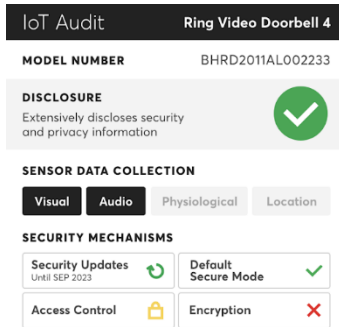 IoT Audit
Ring Video Doorbell 4
MODEL NUMBER
BHRD2011AL002233
DISCLOSURE
Extensively discloses security
and privacy information
SENSOR DATA COLLECTION
Visual
Audio
Physiological
Location
SECURITY MECHANISMS
Security Updates
Until SEP 2023
Default
Secure Mode
Access Control
Encryption